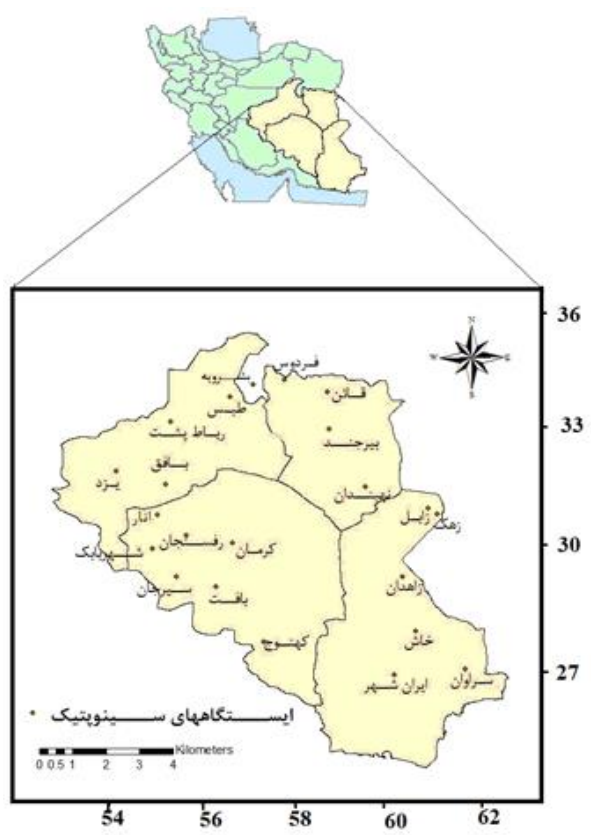 36
N
W
E
S
فردوس
بشرویه
قائن
طبس
33
رباط پشت
بیرجند
بافق
یزد
نهبندان
انار
زابل
زهک
30
رفسنجان
کرمان
شهربابک
زاهدان
سیرجان
بافت
خاش
کهنوج
27
سراوان
ایران شهر
ایستگاههای سینوپتیک
Kilometers
0 0.5 1 2 3 4
54 56 58 60 62